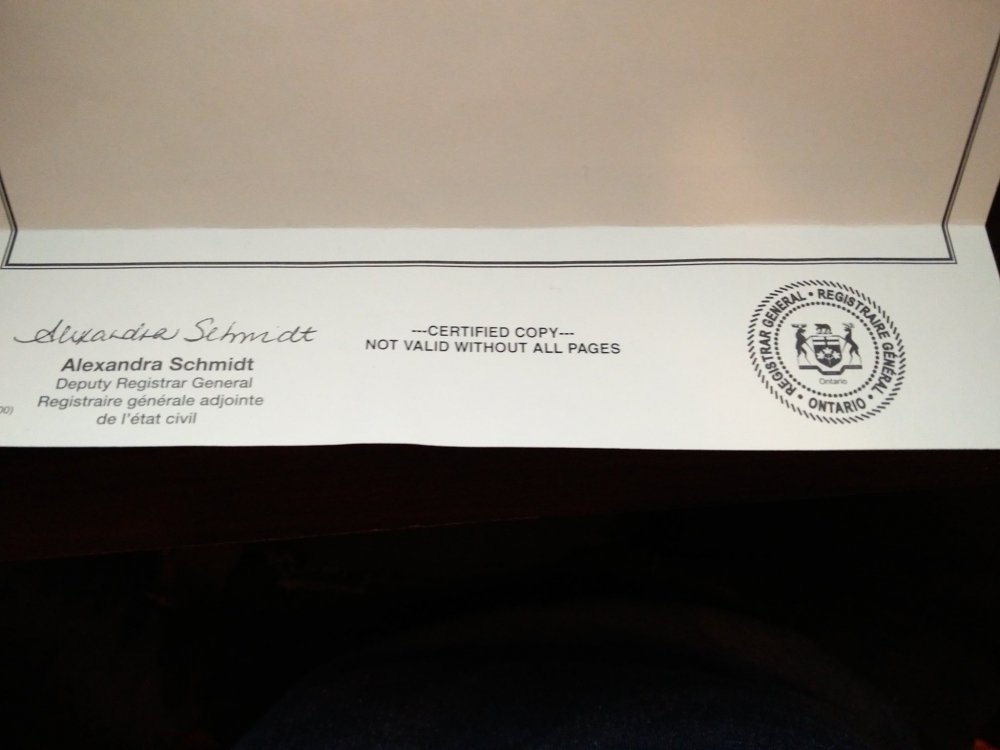 Alexandra Schmidt
Alexandra Schmidt
Deputy Registrar General
Registraire générale adjointe
de l'état civil
00)
---CERTIFIED COPY---
NOT VALID WITHOUT ALL PAGES
REGISTRAR GENERAL • REGISTRAIRE GÉNÉRAL • ONTARIO •
Ontario